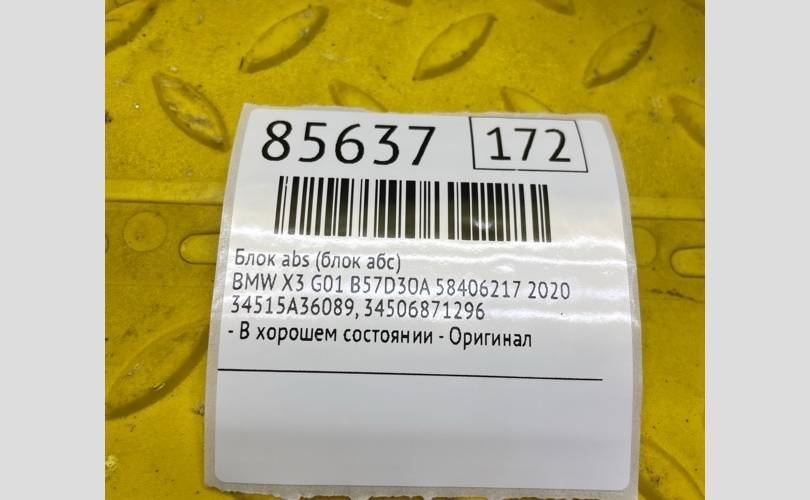 85637 172
Блок abs (блок абс)
BMW X3 G01 B57D30A 58406217 2020
34515A36089, 34506871296
- В хорошем состоянии - Оригинал